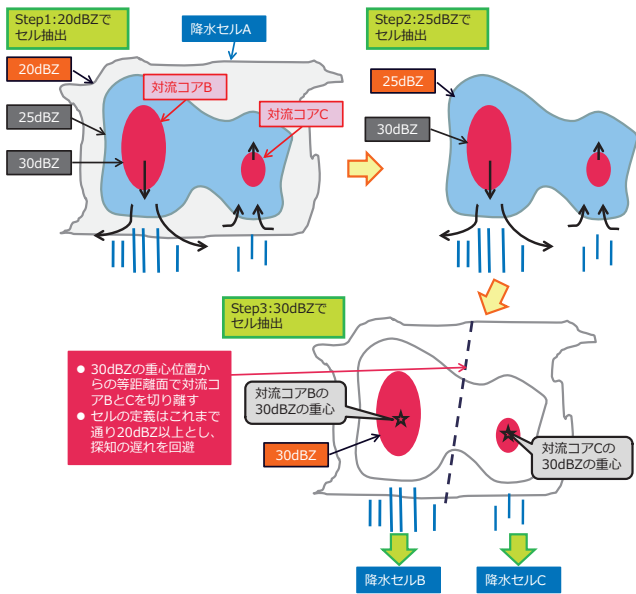 Step1:20dBZで
セル抽出
降水セルA
20dBZ
対流コアB
25dBZ
対流コアC
30dBZ
Step2:25dBZで
セル抽出
25dBZ
30dBZ
Step3:30dBZで
セル抽出
● 30dBZの重心位置か
らの等距離面で対流コ
アBとCを切り離す
● セルの定義はこれまで
通り20dBZ以上とし、
探知の遅れを回避
対流コアBの
30dBZの重心
30dBZ
対流コアCの
30dBZの重心
降水セルB
降水セルC